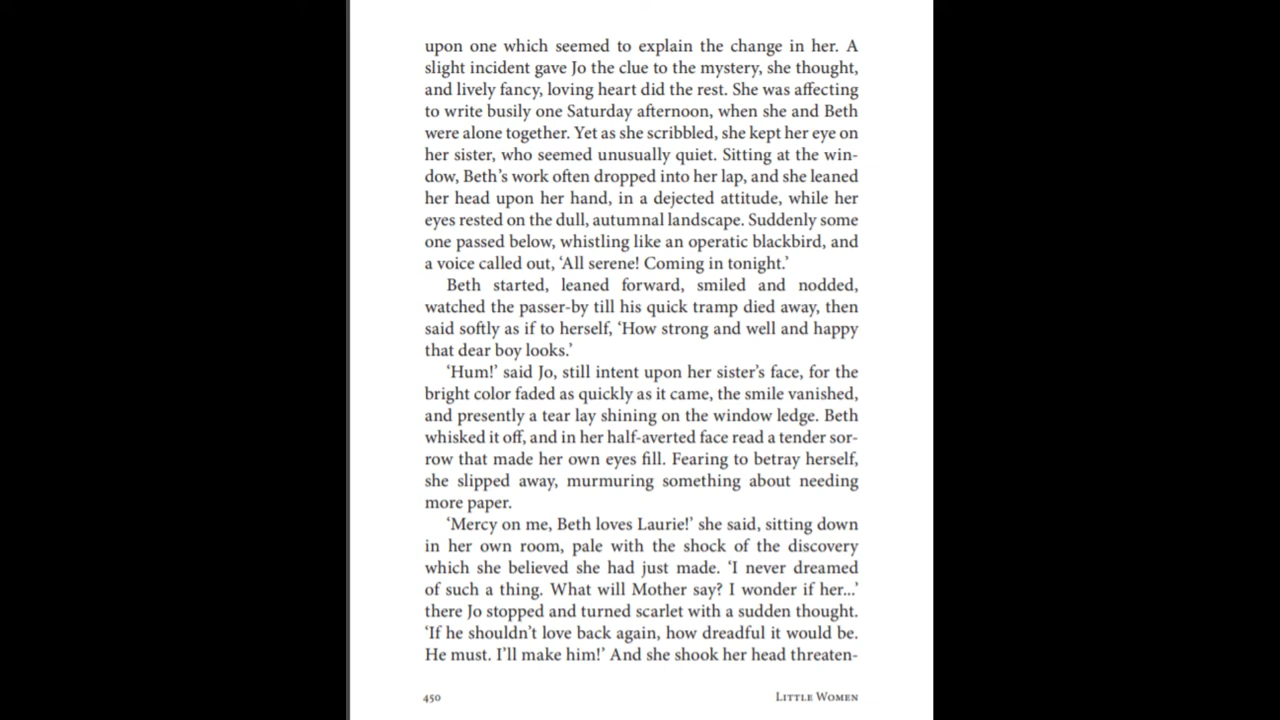 upon one which seemed to explain the change in her. A
slight incident gave Jo the clue to the mystery, she thought,
and lively fancy, loving heart did the rest. She was affecting
to write busily one Saturday afternoon, when she and Beth
were alone together. Yet as she scribbled, she kept her eye on
her sister, who seemed unusually quiet. Sitting at the win-
dow, Beth’s work often dropped into her lap, and she leaned
her head upon her hand, in a dejected attitude, while her
eyes rested on the dull, autumnal landscape. Suddenly some
one passed below, whistling like an operatic blackbird, and
a voice called out, ‘All serene! Coming in tonight.’
Beth started, leaned forward, smiled and nodded,
watched the passer-by till his quick tramp died away, then
said softly as if to herself, ‘How strong and well and happy
that dear boy looks.’
‘Hum!’ said Jo, still intent upon her sister’s face, for the
bright color faded as quickly as it came, the smile vanished,
and presently a tear lay shining on the window ledge. Beth
whisked it off, and in her half-averted face read a tender sor-
row that made her own eyes fill. Fearing to betray herself,
she slipped away, murmuring something about needing
more paper.
‘Mercy on me, Beth loves Laurie!’ she said, sitting down
in her own room, pale with the shock of the discovery
which she believed she had just made. ‘I never dreamed
of such a thing. What will Mother say? I wonder if her...’
there Jo stopped and turned scarlet with a sudden thought.
‘If he shouldn’t love back again, how dreadful it would be.
He must. I’ll make him!’ And she shook her head threaten-
450 Little Women